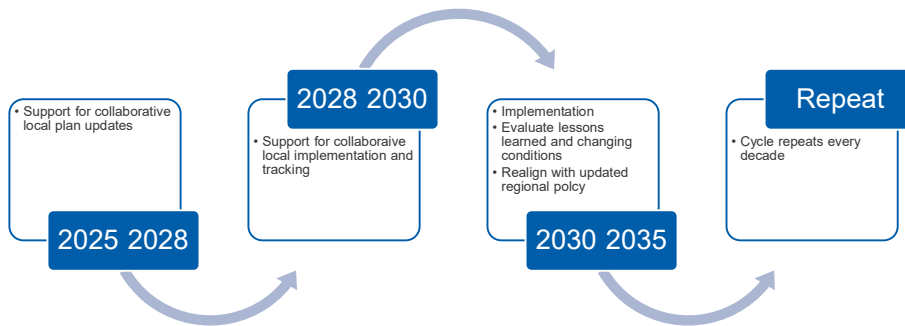 • Support for collaborative
local plan updates
2025 2028
2028 2030
• Support for collaboraive
local implementation and
tracking
• Implementation
• Evaluate lessons
learned and changing
conditions
• Realign with updated
regional polcy
2030 2035
Repeat
• Cycle repeats every
decade